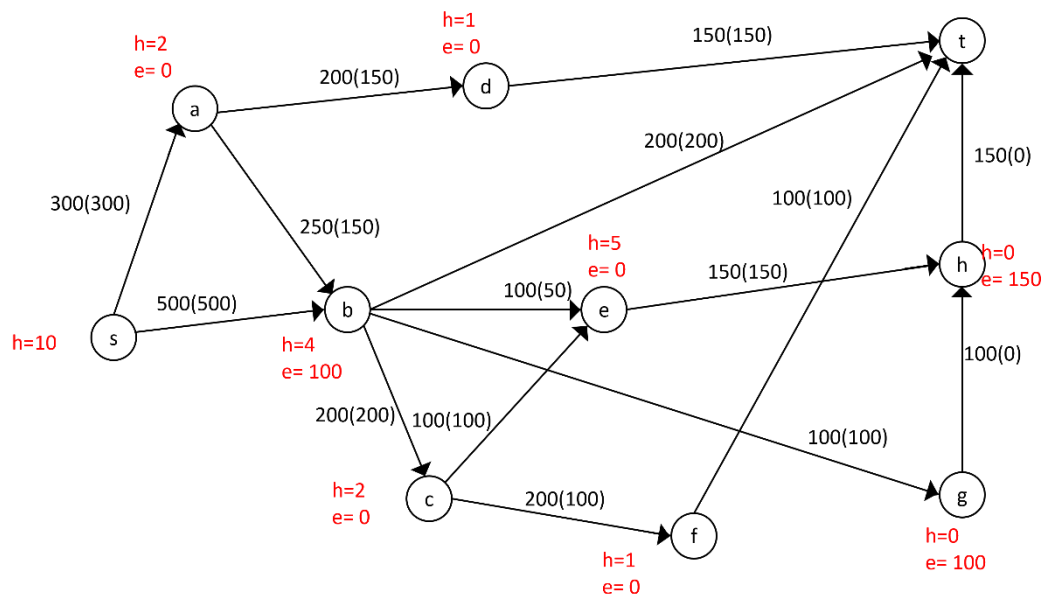 h=1
e= 0
t
150(150)
h=2
e= 0
200(150)
d
a
200(200)
150(0)
300(300)
100(100)
250(150)
h=5
e= 0
h=0
e= 150
h
150(150)
500(500)
100(50)
b
e
s
h=10
h=4
e= 100
100(0)
200(200)
100(100)
100(100)
h=2
e= 0
c
g
200(100)
f
h=0
e= 100
h=1
e= 0